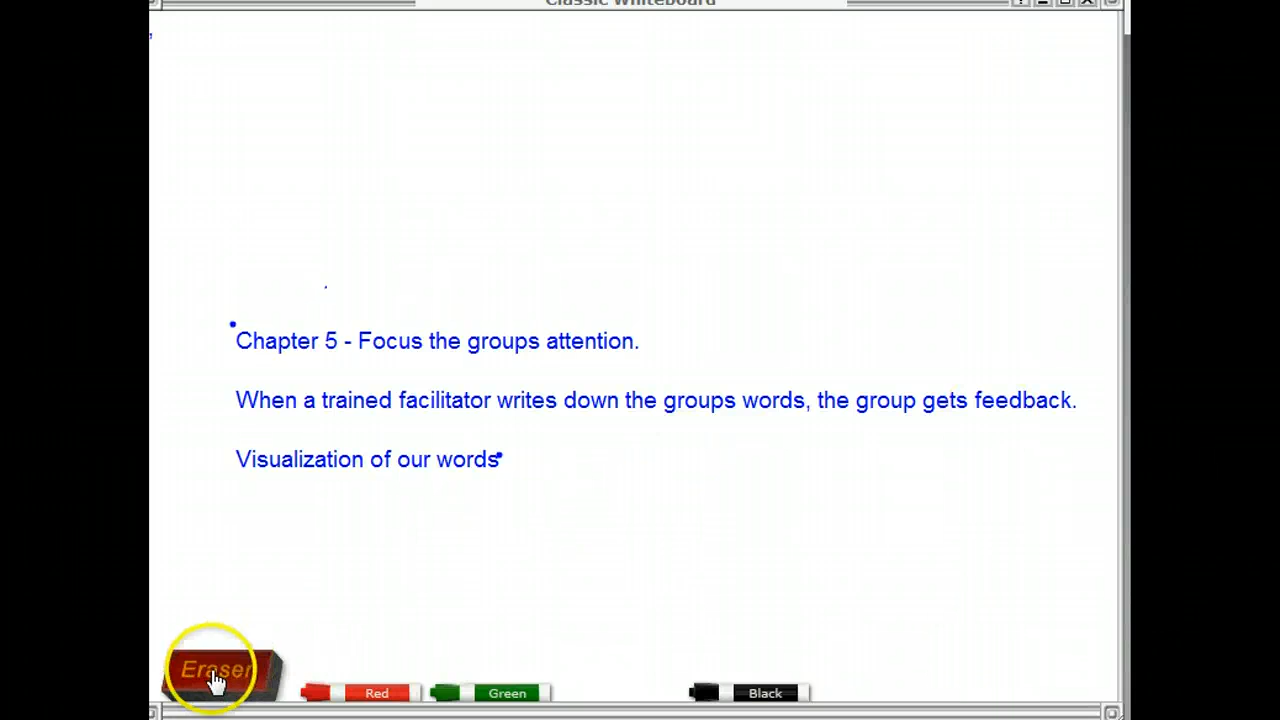 Classic Whiteboard
Chapter 5 - Focus the groups attention.
When a trained facilitator writes down the groups words, the group gets feedback.
Visualization of our words
Eraser
Red
Green
Black